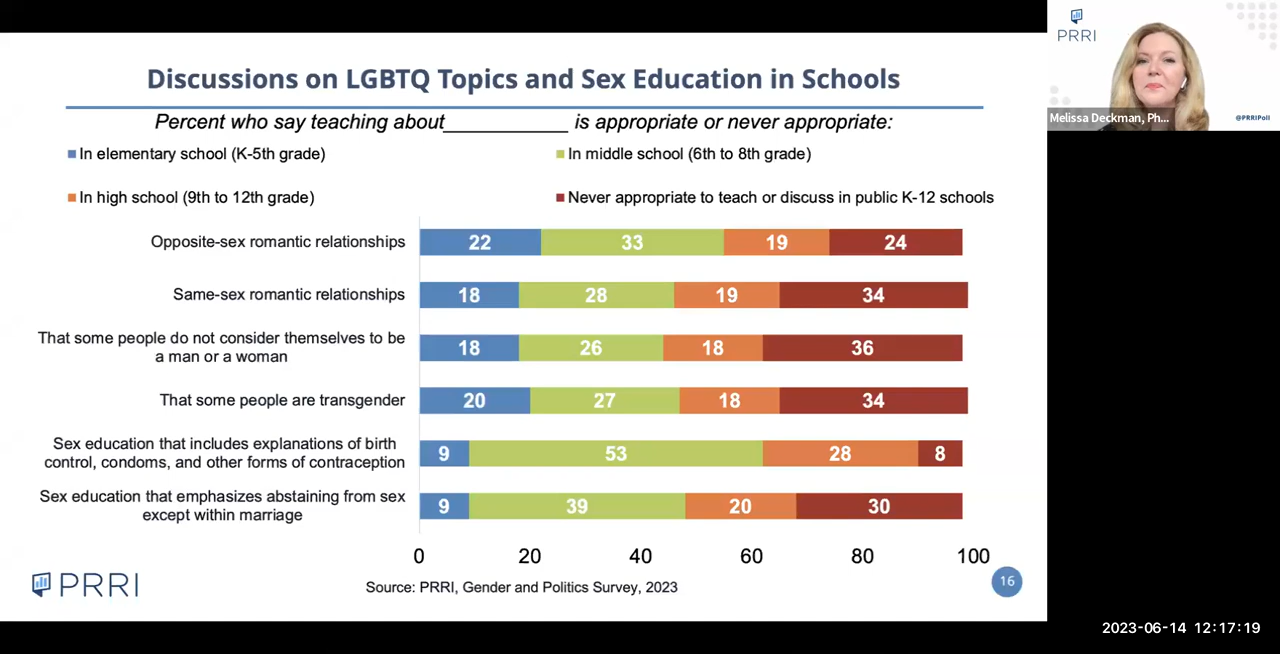 Discussions on LGBTQ Topics and Sex Education in Schools
Percent who say teaching about__________ is appropriate or never appropriate:
In elementary school (K-5th grade)
In middle school (6th to 8th grade)
In high school (9th to 12th grade)
Never appropriate to teach or discuss in public K-12 schools
Opposite-sex romantic relationships
22 33 19 24
Same-sex romantic relationships
18 28 19 34
That some people do not consider themselves to be
a man or a woman
18 26 18 36
That some people are transgender
20 27 18 34
Sex education that includes explanations of birth
control, condoms, and other forms of contraception
9 53 28 8
Sex education that emphasizes abstaining from sex
except within marriage
9 39 20 30
0 20 40 60 80 100
PRRI
Source: PRRI, Gender and Politics Survey, 2023
16
PRRI
Melissa Deckman, Ph...
@PRRIPoll
2023-06-14 12:17:19